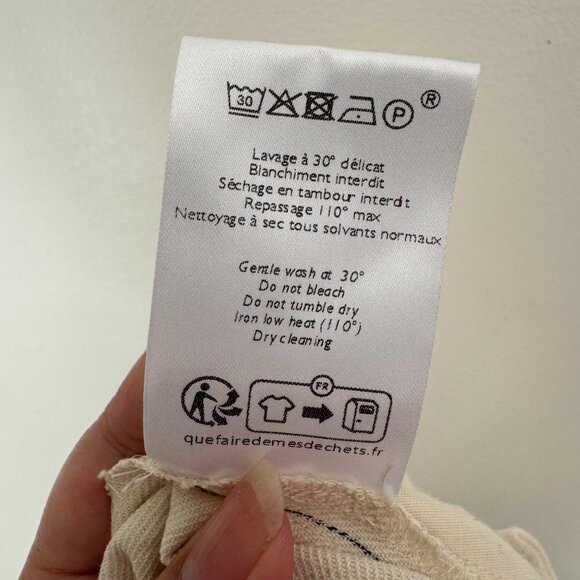 30 P ®
Lavage à 30° délicat
Blanchiment interdit
Séchage en tambour interdit
Repassage 110° max
Nettoyage à sec tous solvants normaux
Gentle wash at 30°
Do not bleach
Do not tumble dry
Iron low heat (110°)
Dry cleaning
FR
quefairedemesdechets.fr